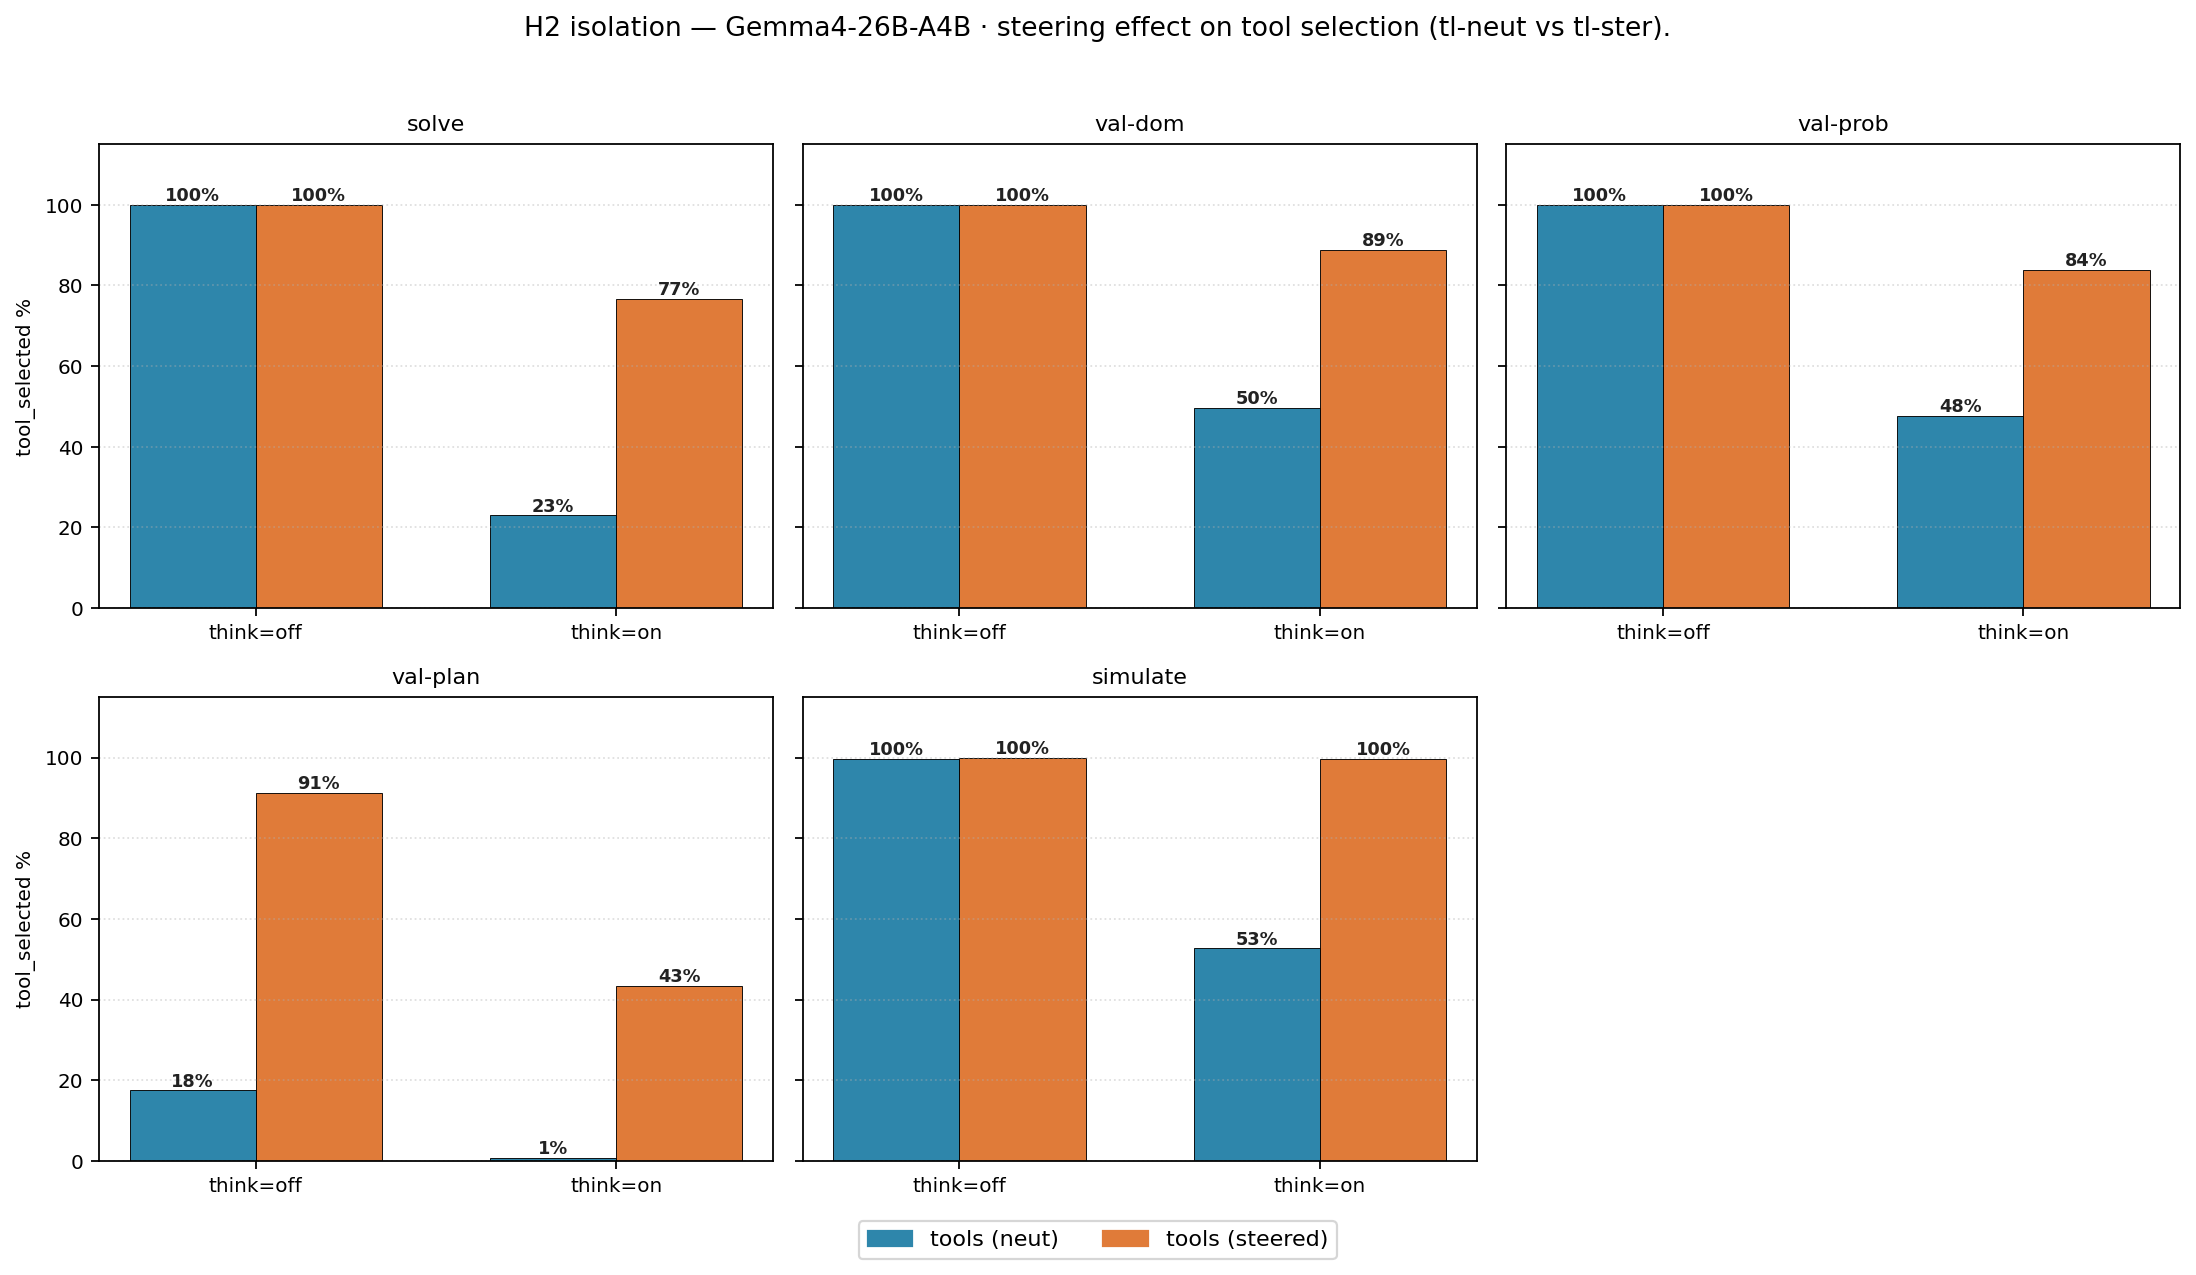 H2 isolation — Gemma4-26B-A4B · steering effect on tool selection (tl-neut vs tl-ster).
solve
tool_selected %
0
20
40
60
80
100
100%
100%
23%
77%
think=off
think=on
val-dom
100%
100%
50%
89%
think=off
think=on
val-prob
100%
100%
48%
84%
think=off
think=on
val-plan
tool_selected %
0
20
40
60
80
100
18%
91%
1%
43%
think=off
think=on
simulate
100%
100%
53%
100%
think=off
think=on
tools (neut)
tools (steered)